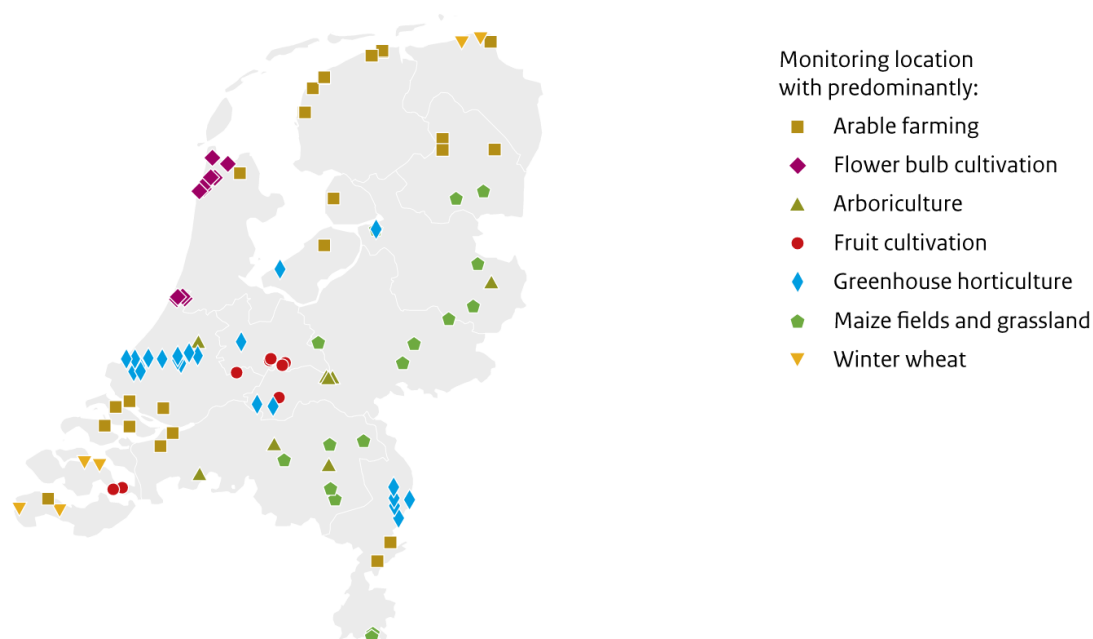 Monitoring location
with predominantly:
Arable farming
Flower bulb cultivation
Arboriculture
Fruit cultivation
Greenhouse horticulture
Maize fields and grassland
Winter wheat